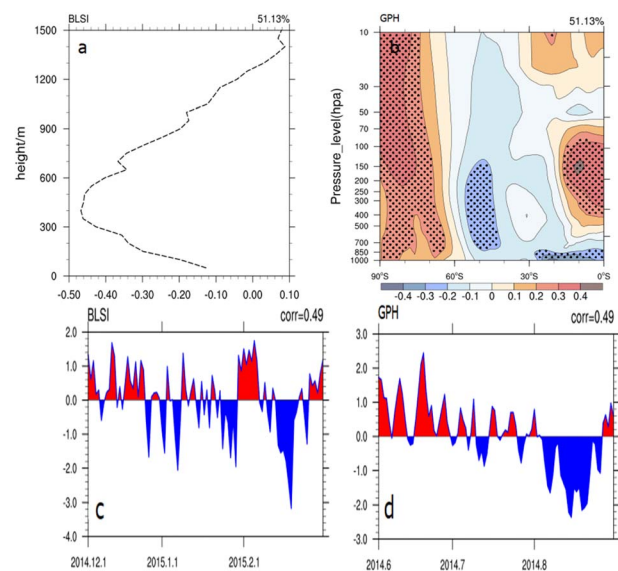 BLSI 51.13%
a
height/m
1500
1200
900
600
300
0
-0.50 -0.40 -0.30 -0.20 -0.10 0.00 0.10
GPH 51.13%
b
Pressure_level(hpa)
10
30
50
70
100
150
200
250
300
400
500
700
850
1000
90°S 60°S 30°S 0°S
-0.4 -0.3 -0.2 -0.1 0 0.1 0.2 0.3 0.4
BLSI corr=0.49
2.0
1.0
0.0
-1.0
-2.0
-3.0
-4.0
c
2014.12.1 2015.1.1 2015.2.1
GPH corr=0.49
3.0
2.0
1.0
0.0
-1.0
-2.0
-3.0
d
2014.6 2014.7 2014.8